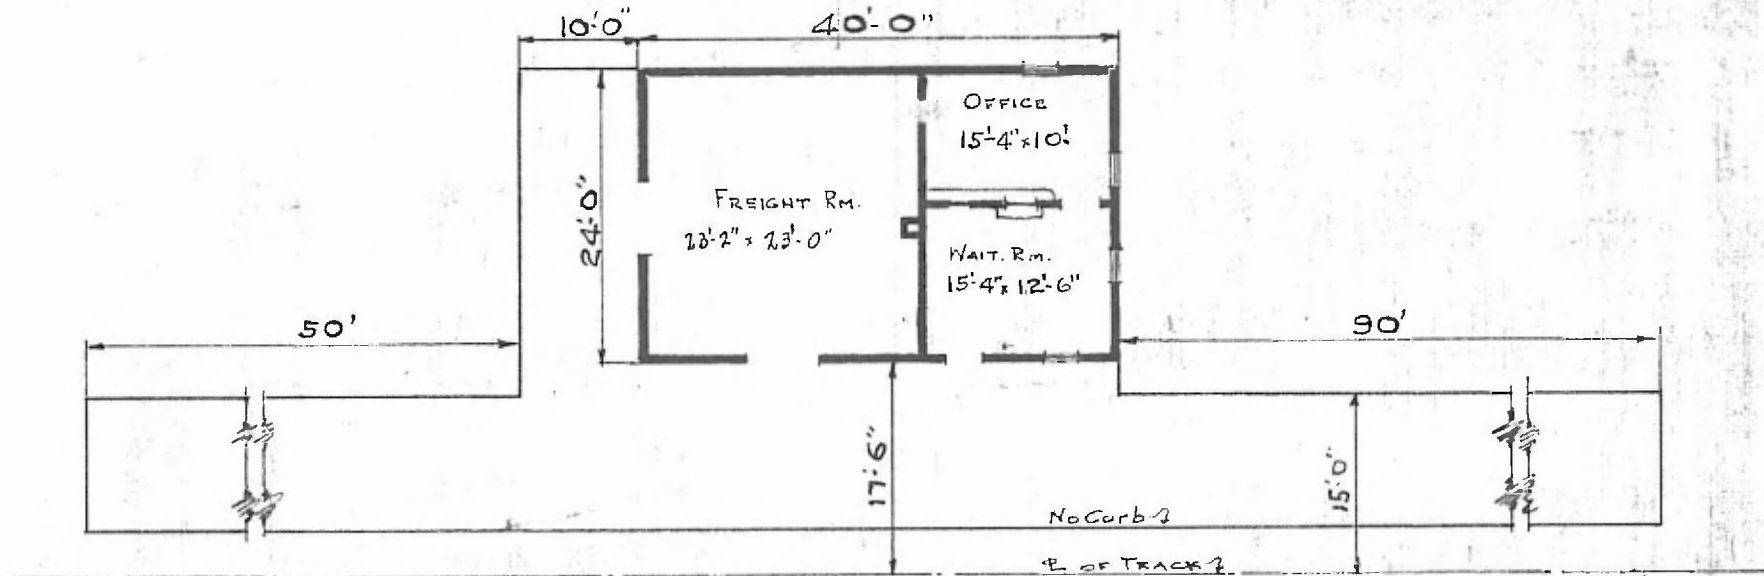 10'-0"
40'-0"
OFFICE
15'-4"x10'
24'-0"
FREIGHT RM.
23'-2" x 23'-0"
WAIT. RM.
15'-4"x 12'-6"
50'
90'
17'-6"
15'-0"
No Curb
℄ OF TRACK